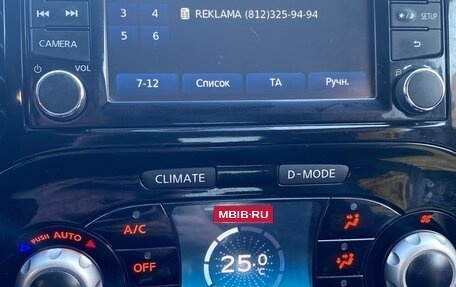 3 4 REKLAMA (812)325-94-94
SETUP
5 6
CAMERA
VOL
7-12 Список TA Ручн.
CLIMATE D-MODE
MBIB·RU
PUSH AUTO A/C
OFF 25.0°C